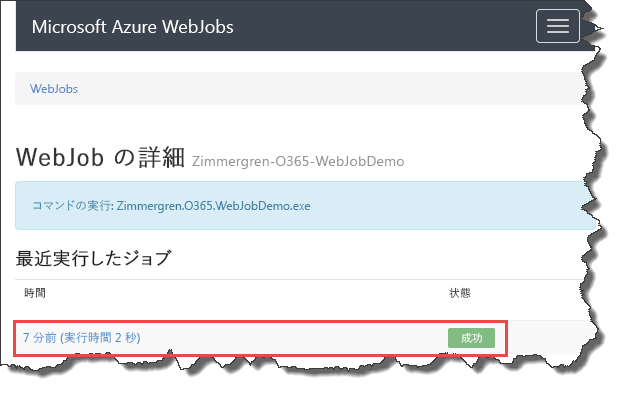 Microsoft Azure WebJobs
WebJobs
WebJob の詳細 Zimmergren-O365-WebJobDemo
コマンドの実行: Zimmergren.O365.WebJobDemo.exe
最近実行したジョブ
時間 状態
7 分前 (実行時間 2 秒) 成功